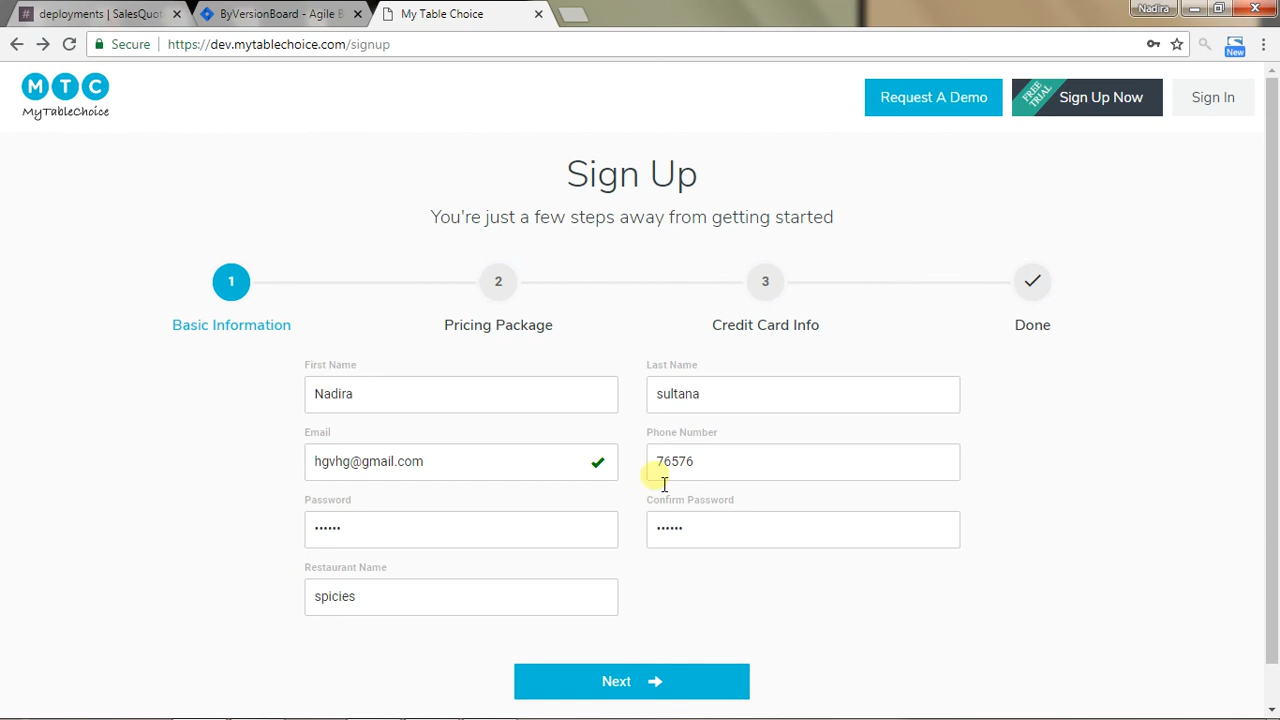 deployments | SalesQuot
ByVersionBoard - Agile B
My Table Choice
Nadira
Secure
https://dev.mytablechoice.com/signup
New
M T C
MyTableChoice
Request A Demo
FREE TRIAL
Sign Up Now
Sign In
Sign Up
You're just a few steps away from getting started
1
2
3
Basic Information
Pricing Package
Credit Card Info
Done
First Name
Last Name
Nadira
sultana
Email
Phone Number
hgvhg@gmail.com
76576
Password
Confirm Password
••••••
••••••
Restaurant Name
spicies
Next